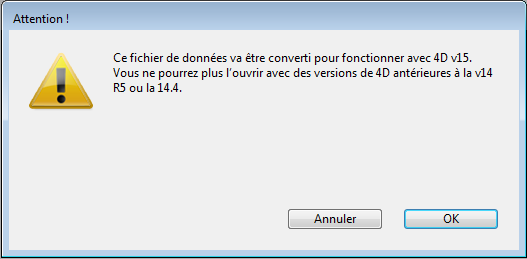 Attention !
Ce fichier de données va être converti pour fonctionner avec 4D v15.
Vous ne pourrez plus l'ouvrir avec des versions de 4D antérieures à la v14
R5 ou la 14.4.
Annuler
OK